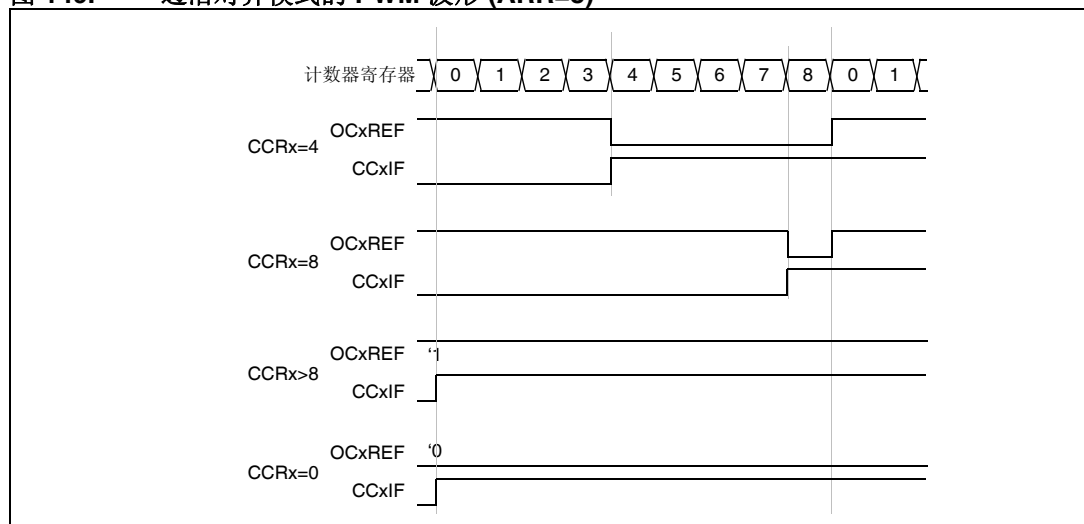 计数器寄存器 0 1 2 3 4 5 6 7 8 0 1
OCxREF
CCRx=4
CCxIF
OCxREF
CCRx=8
CCxIF
OCxREF '1
CCRx>8
CCxIF
OCxREF '0
CCRx=0
CCxIF